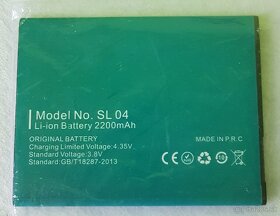 Model No. SL 04
Li-ion Battery 2200mAh
ORIGINAL BATTERY
Charging Limited Voltage: 4.35V
Standard Voltage: 3.8V
Standard: GB/T18287-2013
MADE IN P.R.C